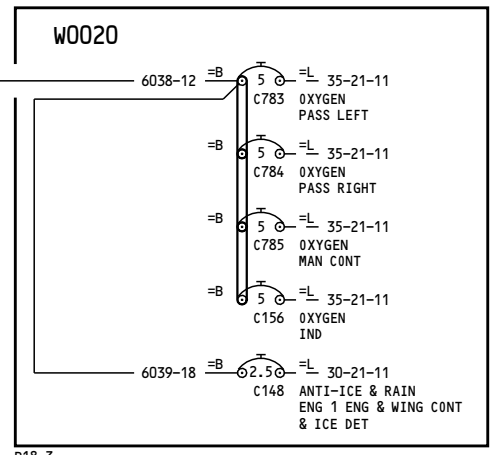 W0020
6038-12 =B 5 =L 35-21-11
C783 OXYGEN
PASS LEFT
=B 5 =L 35-21-11
C784 OXYGEN
PASS RIGHT
=B 5 =L 35-21-11
C785 OXYGEN
MAN CONT
=B 5 =L 35-21-11
C156 OXYGEN
IND
6039-18 =B 2.5 =L 30-21-11
C148 ANTI-ICE & RAIN
ENG 1 ENG & WING CONT
& ICE DET